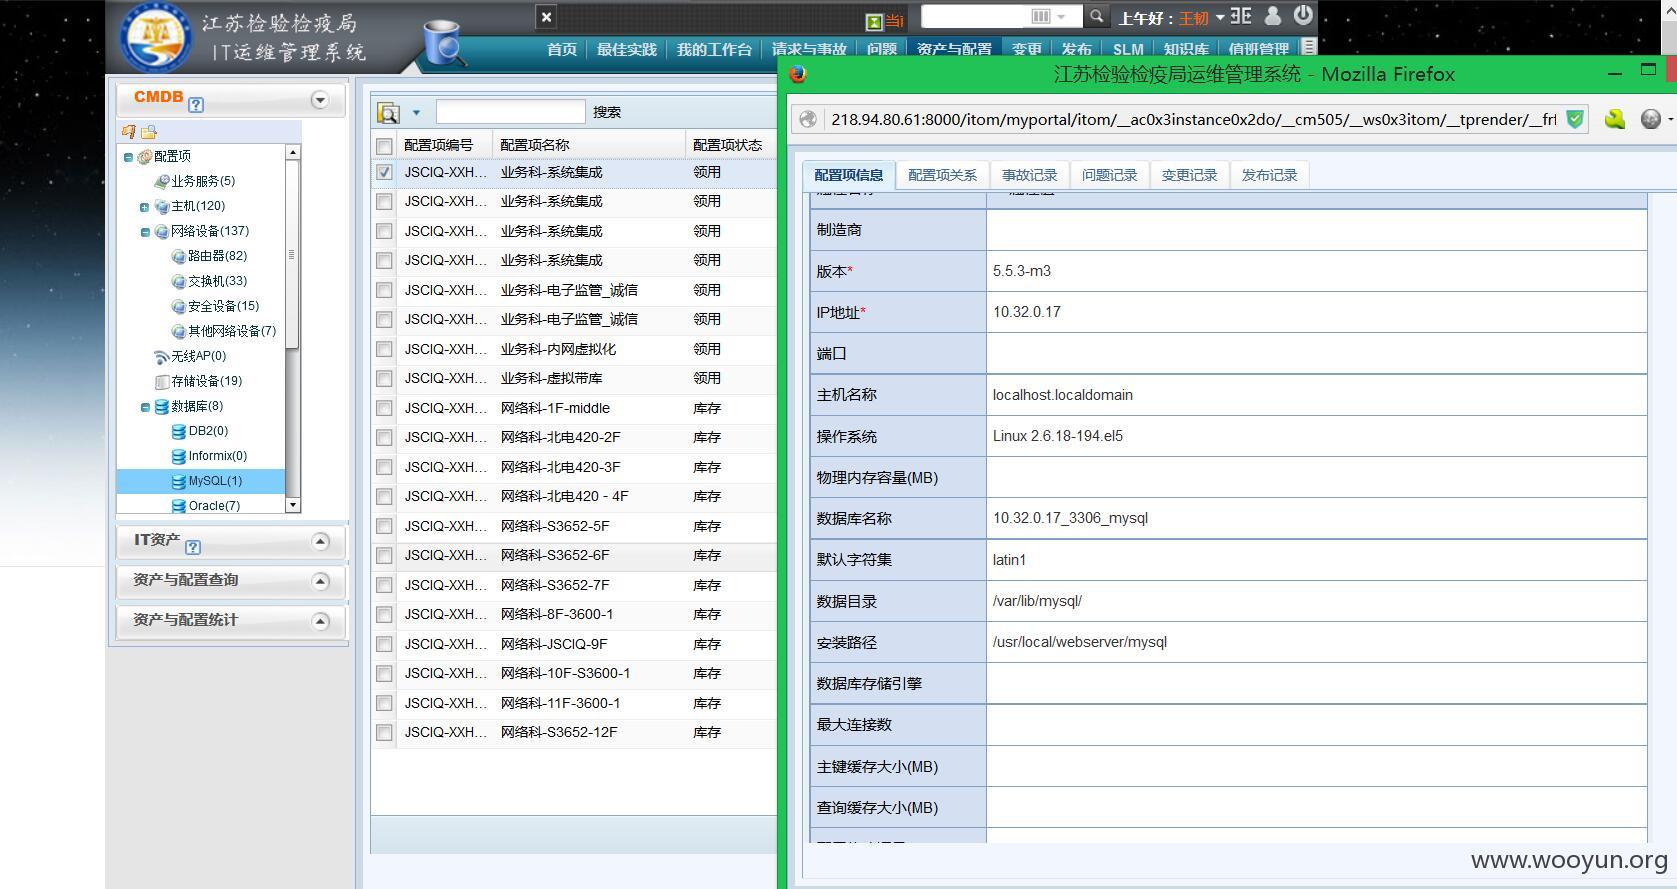 江苏检验检疫局
IT运维管理系统
上午好：王韧
首页 最佳实践 我的工作台 请求与事故 问题 资产与配置 变更 发布 SLM 知识库 值班管理
CMDB
配置项
业务服务(5)
主机(120)
网络设备(137)
路由器(82)
交换机(33)
安全设备(15)
其他网络设备(7)
无线AP(0)
存储设备(19)
数据库(8)
DB2(0)
Informix(0)
MySQL(1)
Oracle(7)
IT资产
资产与配置查询
资产与配置统计
搜索
配置项编号 配置项名称 配置项状态
JSCIQ-XXH... 业务科-系统集成 领用
JSCIQ-XXH... 业务科-系统集成 领用
JSCIQ-XXH... 业务科-系统集成 领用
JSCIQ-XXH... 业务科-系统集成 领用
JSCIQ-XXH... 业务科-电子监管_诚信 领用
JSCIQ-XXH... 业务科-电子监管_诚信 领用
JSCIQ-XXH... 业务科-内网虚拟化 领用
JSCIQ-XXH... 业务科-虚拟带库 领用
JSCIQ-XXH... 网络科-1F-middle 库存
JSCIQ-XXH... 网络科-北电420-2F 库存
JSCIQ-XXH... 网络科-北电420-3F 库存
JSCIQ-XXH... 网络科-北电420 - 4F 库存
JSCIQ-XXH... 网络科-S3652-5F 库存
JSCIQ-XXH... 网络科-S3652-6F 库存
JSCIQ-XXH... 网络科-S3652-7F 库存
JSCIQ-XXH... 网络科-8F-3600-1 库存
JSCIQ-XXH... 网络科-JSCIQ-9F 库存
JSCIQ-XXH... 网络科-10F-S3600-1 库存
JSCIQ-XXH... 网络科-11F-3600-1 库存
JSCIQ-XXH... 网络科-S3652-12F 库存
江苏检验检疫局运维管理系统 - Mozilla Firefox
218.94.80.61:8000/itom/myportal/itom/__ac0x3instance0x2do/__cm505/__ws0x3itom/__tprender/__frl
配置项信息 配置项关系 事故记录 问题记录 变更记录 发布记录
制造商
版本* 5.5.3-m3
IP地址* 10.32.0.17
端口
主机名称 localhost.localdomain
操作系统 Linux 2.6.18-194.el5
物理内存容量(MB)
数据库名称 10.32.0.17_3306_mysql
默认字符集 latin1
数据目录 /var/lib/mysql/
安装路径 /usr/local/webserver/mysql
数据库存储引擎
最大连接数
主键缓存大小(MB)
查询缓存大小(MB)
www.wooyun.org